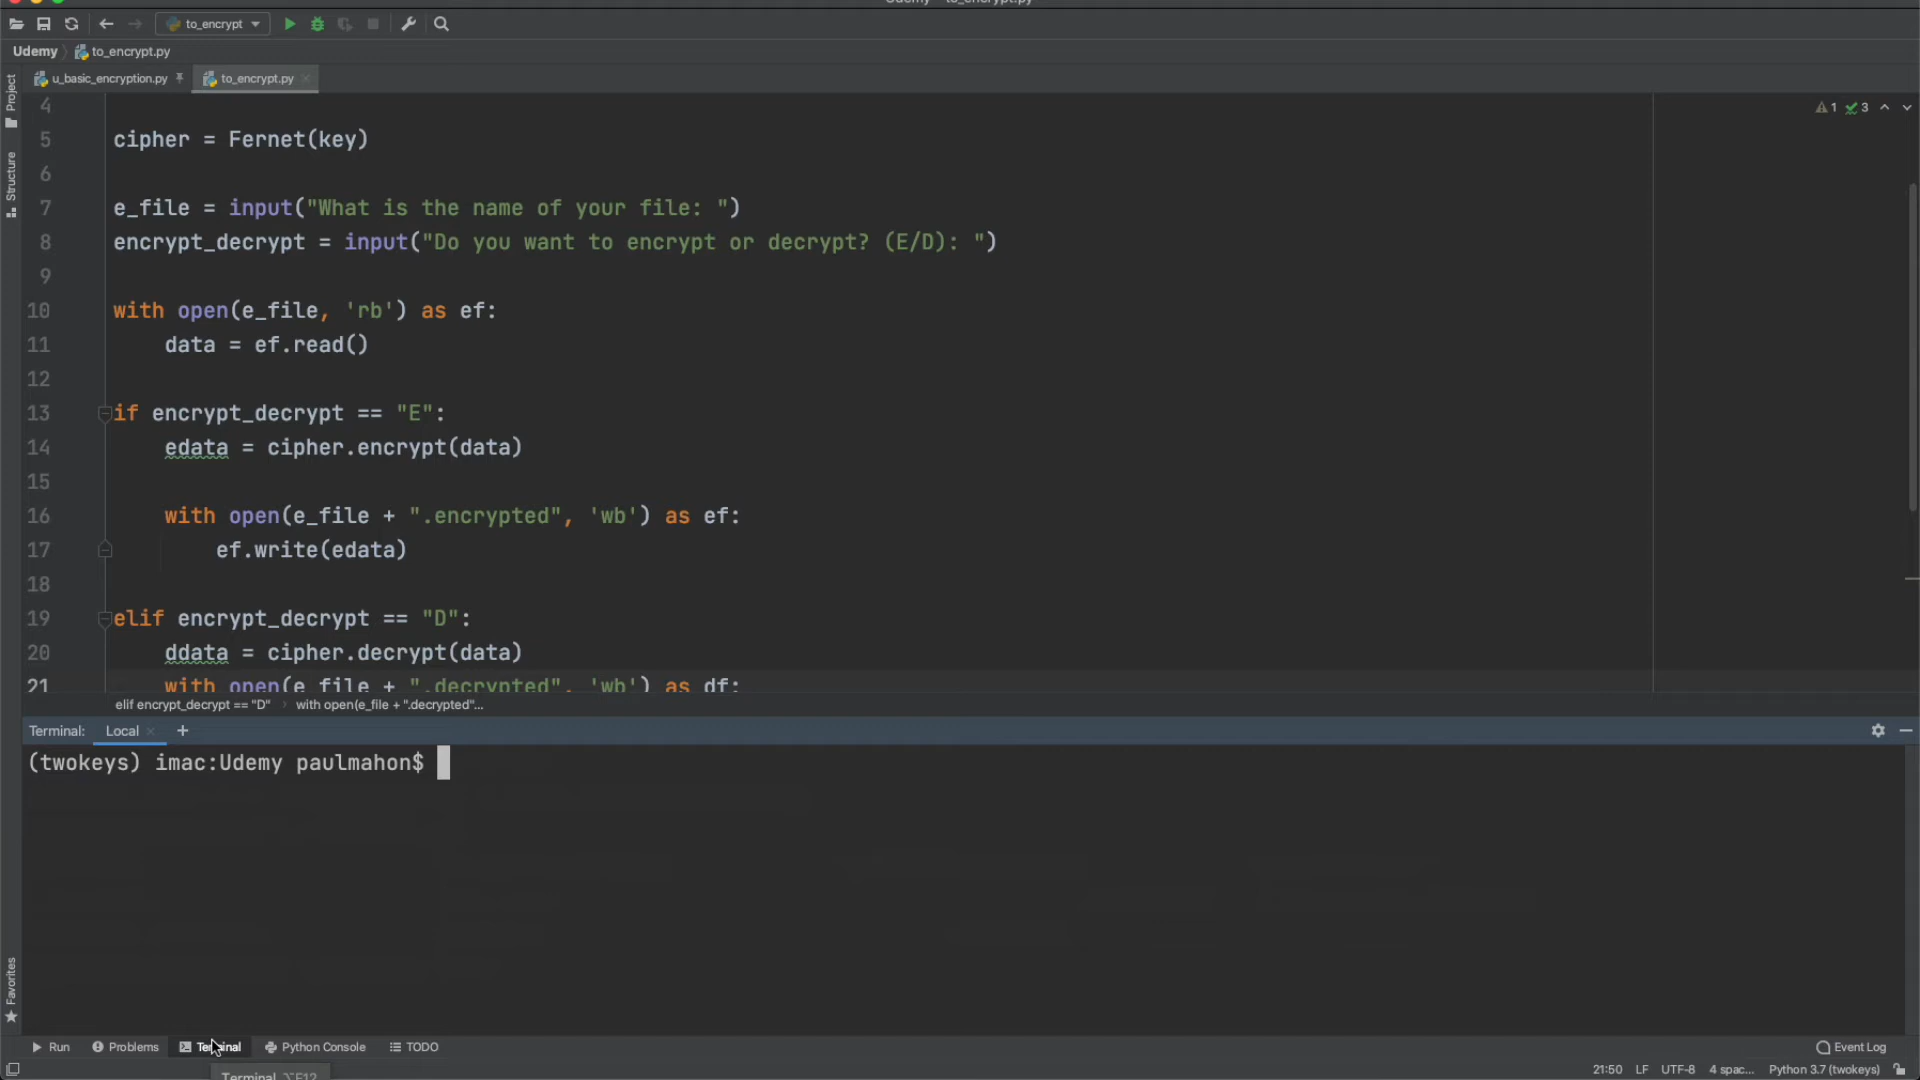 to_encrypt
Udemy to_encrypt.py
u_basic_encryption.py to_encrypt.py
Project
Structure
Favorites
1 3
4
5 cipher = Fernet(key)
6
7 e_file = input("What is the name of your file: ")
8 encrypt_decrypt = input("Do you want to encrypt or decrypt? (E/D): ")
9
10 with open(e_file, 'rb') as ef:
11 data = ef.read()
12
13 if encrypt_decrypt == "E":
14 edata = cipher.encrypt(data)
15
16 with open(e_file + ".encrypted", 'wb') as ef:
17 ef.write(edata)
18
19 elif encrypt_decrypt == "D":
20 ddata = cipher.decrypt(data)
21 with open(e_file + ".decrypted", 'wb') as df:
elif encrypt_decrypt == "D" › with open(e_file + ".decrypted"...
Terminal: Local +
(twokeys) imac:Udemy paulmahon$
Run Problems Terminal Python Console TODO Event Log
Terminal ⌥F12
21:50 LF UTF-8 4 spac... Python 3.7 (twokeys)